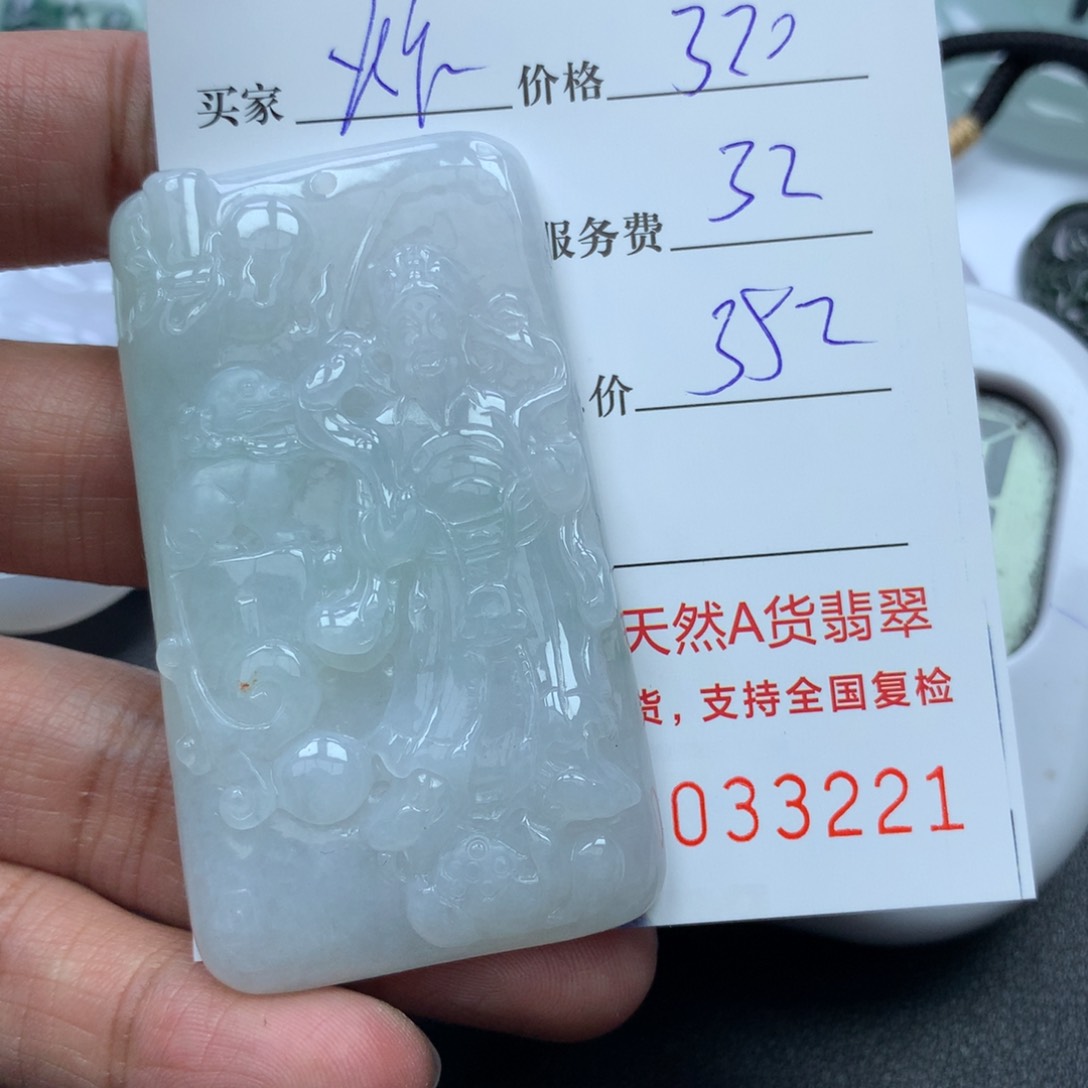 买家 价格 320
服务费 32
价 352
天然A货翡翠
货，支持全国复检
033221